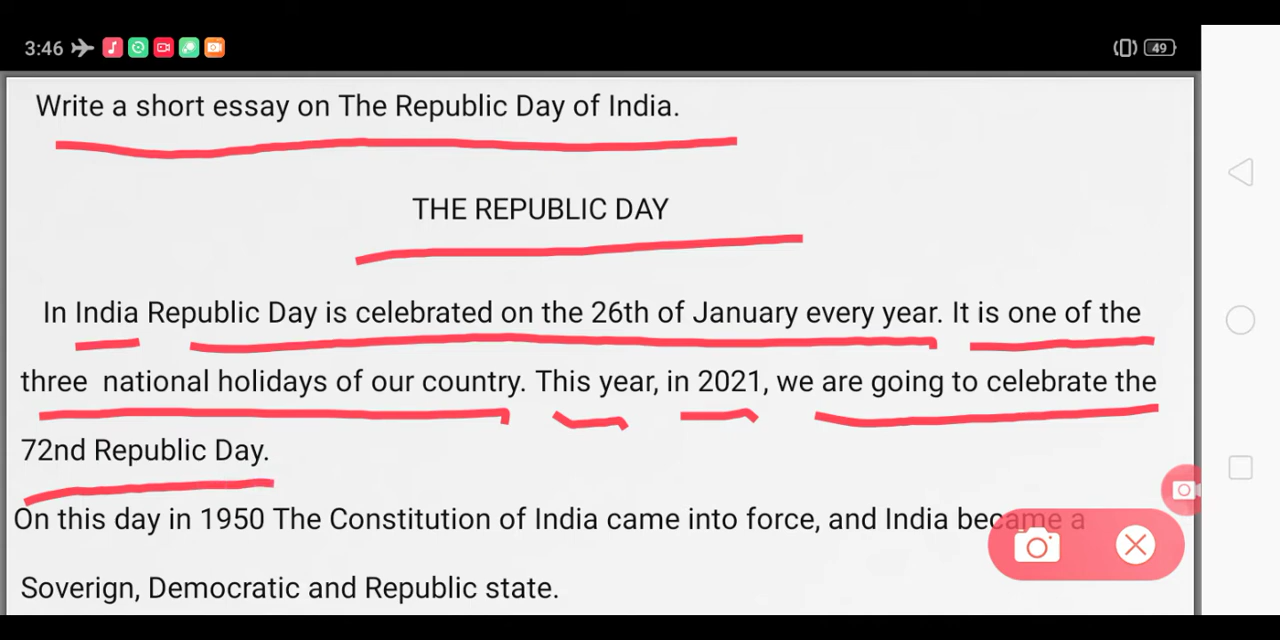 3:46
49
Write a short essay on The Republic Day of India.
THE REPUBLIC DAY
In India Republic Day is celebrated on the 26th of January every year. It is one of the
three national holidays of our country. This year, in 2021, we are going to celebrate the
72nd Republic Day.
On this day in 1950 The Constitution of India came into force, and India became a
Soverign, Democratic and Republic state.